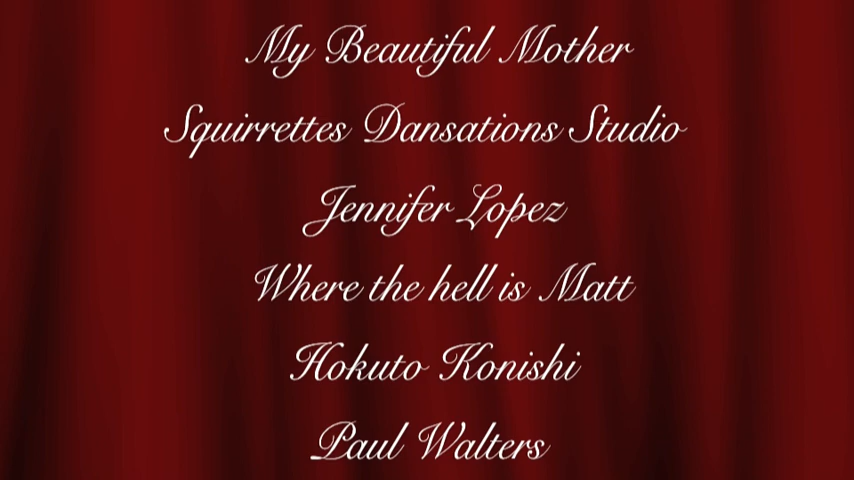 My Beautiful Mother
Squirrettes Dansations Studio
Jennifer Lopez
Where the hell is Matt
Hokuto Konishi
Paul Walters